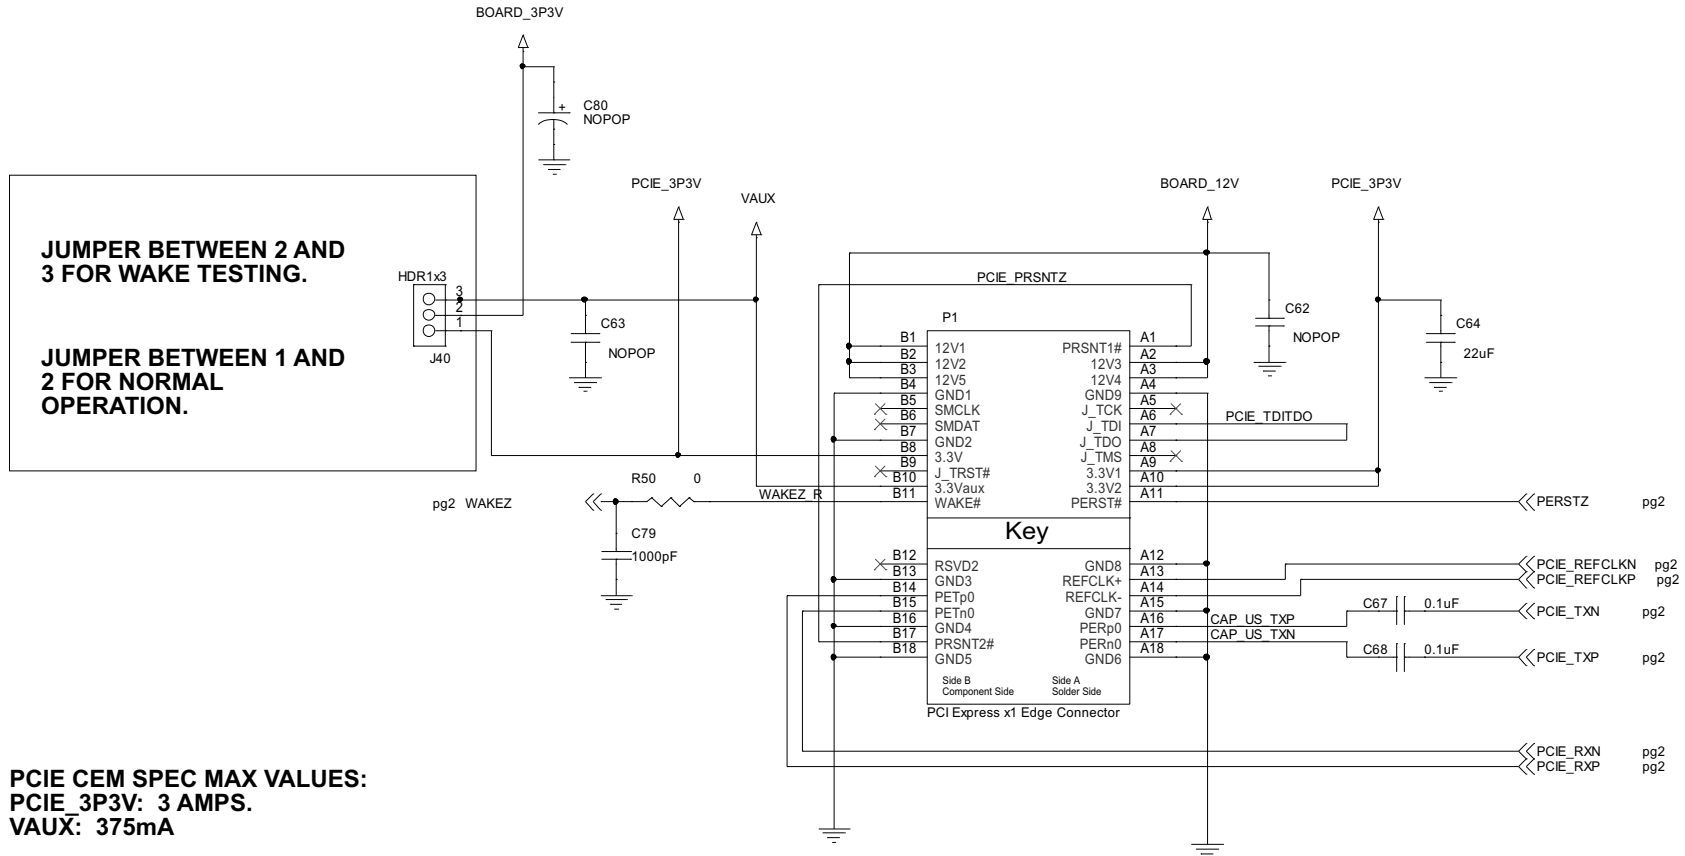 BOARD_3P3V
C80
NOPOP
+
PCIE_3P3V
VAUX
BOARD_12V
PCIE_3P3V
JUMPER BETWEEN 2 AND
3 FOR WAKE TESTING.
JUMPER BETWEEN 1 AND
2 FOR NORMAL
OPERATION.
HDR1x3
3
2
1
J40
C63
NOPOP
PCIE_PRSNTZ
C62
NOPOP
C64
22uF
P1
B1 12V1 PRSNT1# A1
B2 12V2 12V3 A2
B3 12V5 12V4 A3
B4 GND1 GND9 A4
B5 SMCLK J_TCK A5
B6 SMDAT J_TDI A6
B7 GND2 J_TDO A7
B8 3.3V J_TMS A8
B9 J_TRST# 3.3V1 A9
B10 3.3Vaux 3.3V2 A10
B11 WAKE# PERST# A11
PCIE_TDITDO
R50 0
WAKEZ_R
pg2 WAKEZ
C79
1000pF
PERSTZ pg2
Key
B12 RSVD2 GND8 A12
B13 GND3 REFCLK+ A13
B14 PETp0 REFCLK- A14
B15 PETn0 GND7 A15
B16 GND4 PERp0 A16
B17 PRSNT2# PERn0 A17
B18 GND5 GND6 A18
Side B
Component Side
Side A
Solder Side
PCI Express x1 Edge Connector
PCIE_REFCLKN pg2
PCIE_REFCLKP pg2
C67 0.1uF
PCIE_TXN pg2
CAP_US_TXP
CAP_US_TXN
C68 0.1uF
PCIE_TXP pg2
PCIE_RXN pg2
PCIE_RXP pg2
PCIE CEM SPEC MAX VALUES:
PCIE_3P3V: 3 AMPS.
VAUX: 375mA